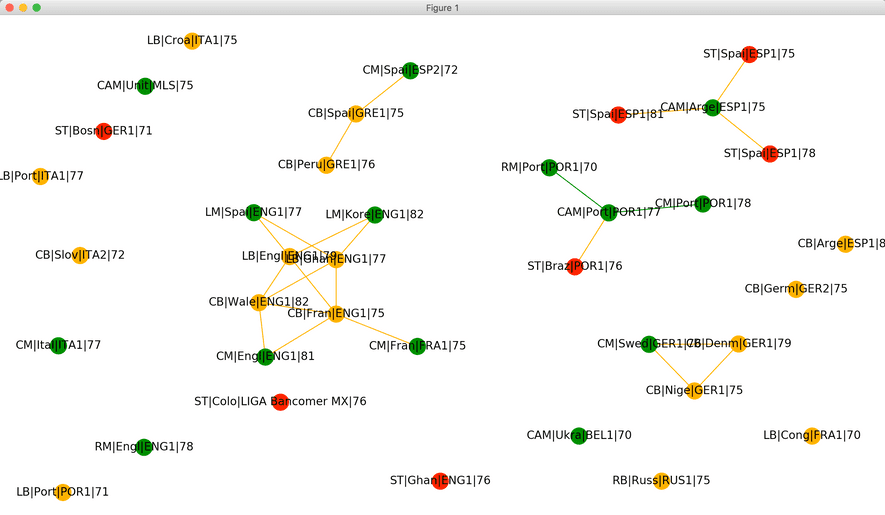 Figure 1
LB|Croa|ITA1|75
ST|Spai|ESP1|75
CM|Spai|ESP2|72
CAM|Unit|MLS|75
CAM|Arge|ESP1|75
CB|Spai|GRE1|75
ST|Spai|ESP1|81
ST|Bosn|GER1|71
ST|Spai|ESP1|78
CB|Peru|GRE1|76
RM|Port|POR1|70
LB|Port|ITA1|77
CM|Port|POR1|78
LM|Spai|ENG1|77
LM|Kore|ENG1|82
CAM|Port|POR1|77
CB|Arge|ESP1|8
CB|Slov|ITA2|72
LB|Engl|ENG1|79
LB|Ghan|ENG1|77
ST|Braz|POR1|76
CB|Germ|GER2|75
CB|Wale|ENG1|82
CB|Fran|ENG1|75
CM|Ital|ITA1|77
CM|Fran|FRA1|75
CM|Swed|GER1|76
CB|Denm|GER1|79
CM|Engl|ENG1|81
CB|Nige|GER1|75
ST|Colo|LIGA Bancomer MX|76
CAM|Ukra|BEL1|70
LB|Cong|FRA1|70
RM|Engl|ENG1|78
ST|Ghan|ENG1|76
RB|Russ|RUS1|75
LB|Port|POR1|71